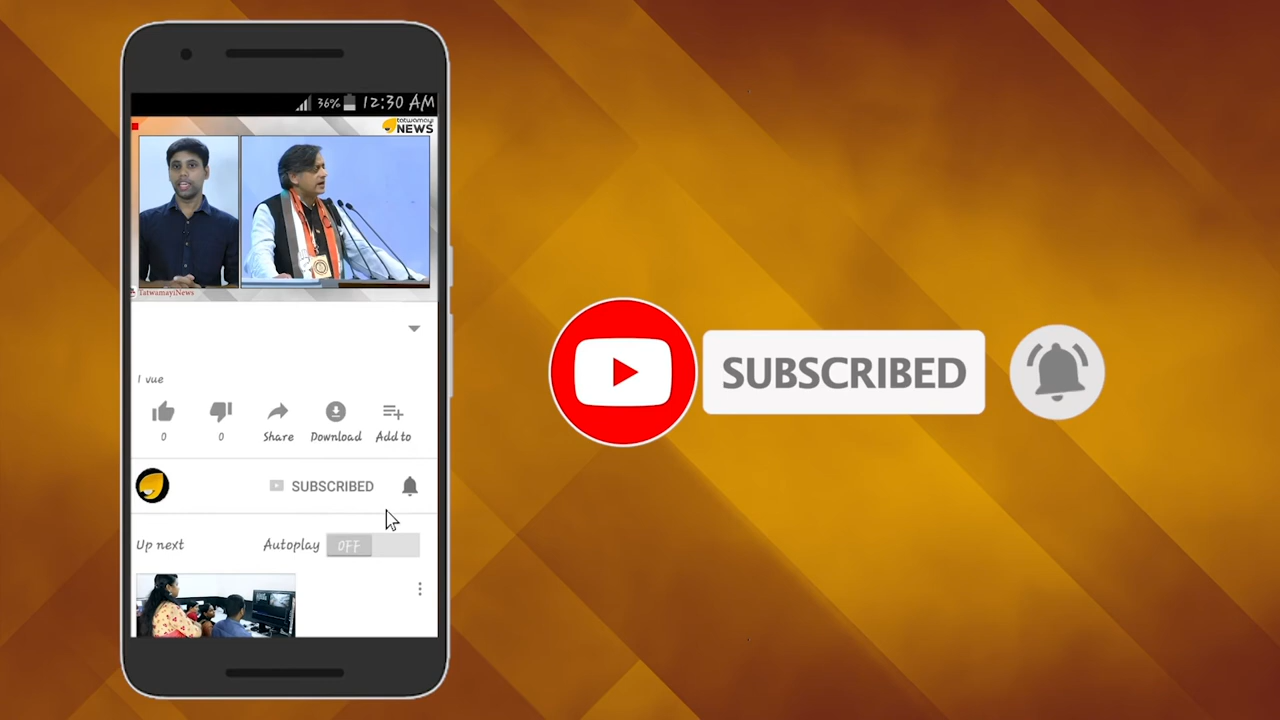 36% 12:30 AM
tatwamayi
NEWS
TatwamayiNews
1 vue
0 0 Share Download Add to
SUBSCRIBED
Up next Autoplay OFF
SUBSCRIBED